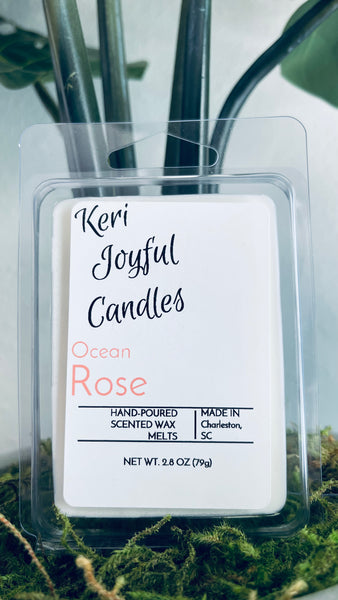 Keri
Joyful
Candles
Ocean
Rose
HAND-POURED
SCENTED WAX
MELTS
MADE IN
Charleston,
SC
NET WT. 2.8 OZ (79g)